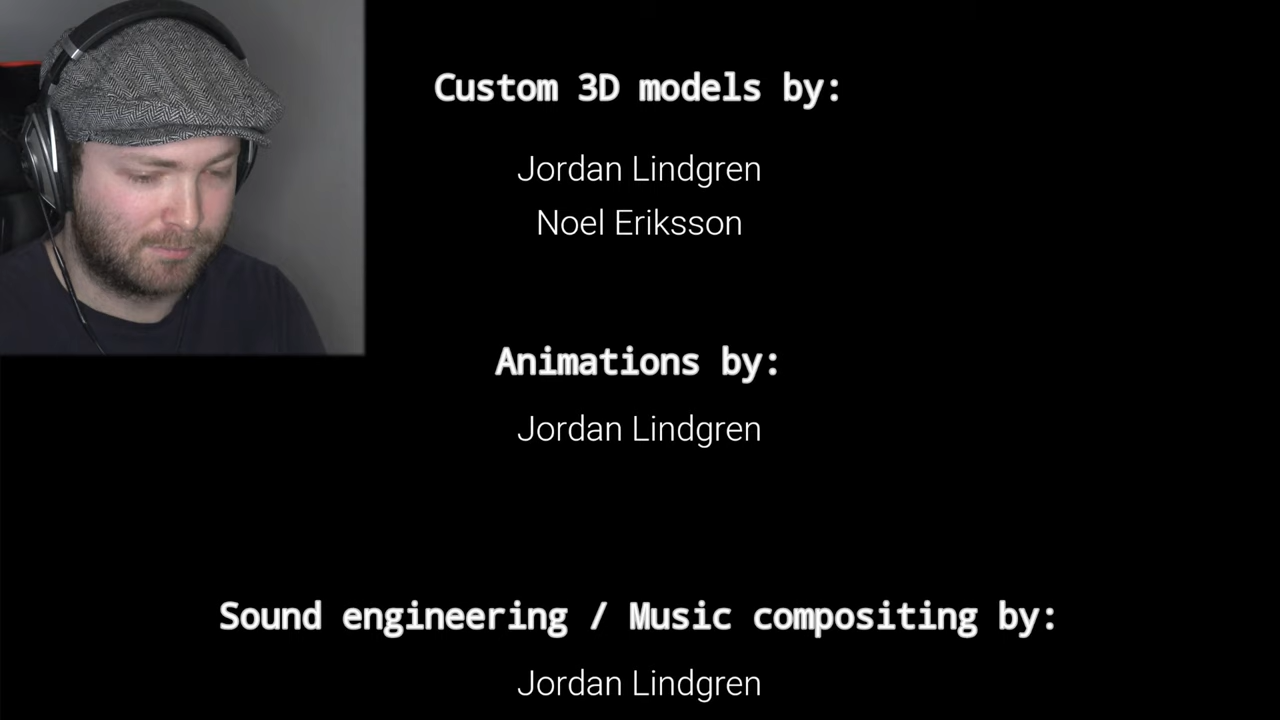 Custom 3D models by:
Jordan Lindgren
Noel Eriksson
Animations by:
Jordan Lindgren
Sound engineering / Music compositing by:
Jordan Lindgren